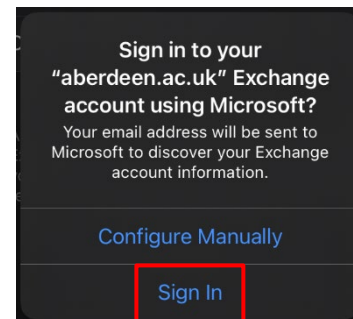 Sign in to your
“aberdeen.ac.uk” Exchange
account using Microsoft?
Your email address will be sent to
Microsoft to discover your Exchange
account information.
Configure Manually
Sign In